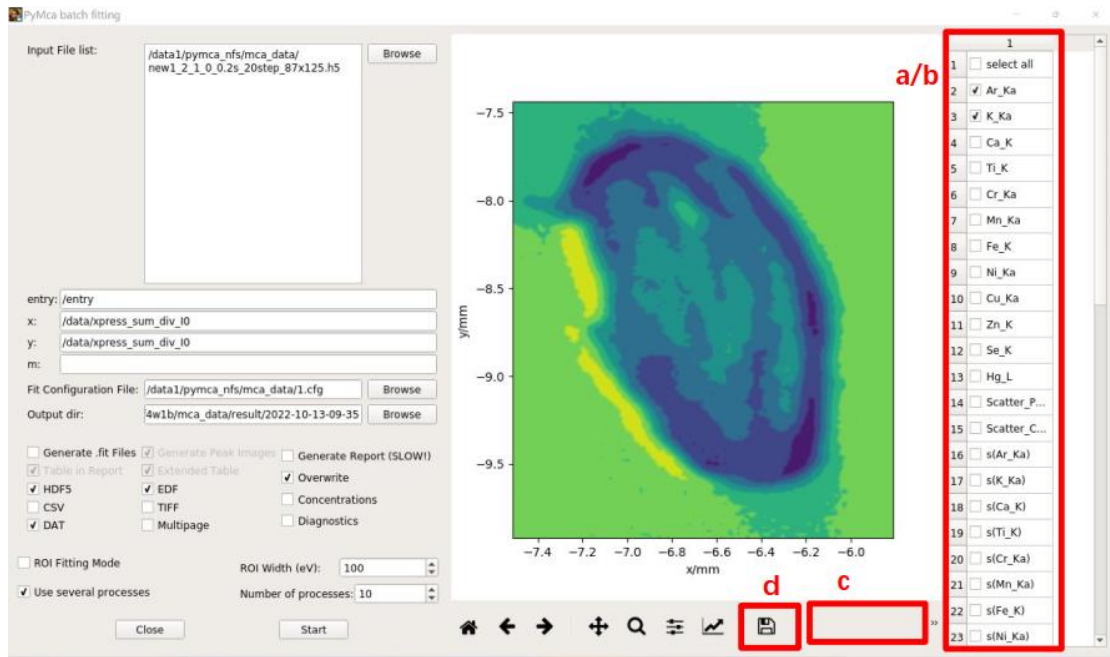 PyMca batch fitting
Input File list:
/data1/pymca_nfs/mca_data/
new1_2_1_0_0.2s_20step_87x125.h5
Browse
entry: /entry
x: /data/xpress_sum_div_I0
y: /data/xpress_sum_div_I0
m:
Fit Configuration File: /data1/pymca_nfs/mca_data/1.cfg Browse
Output dir: 4w1b/mca_data/result/2022-10-13-09-35 Browse
Generate .fit Files Generate Peak Images Generate Report (SLOW!)
Table in Report Extended Table Overwrite
HDF5 EDF Concentrations
CSV TIFF Diagnostics
DAT Multipage
ROI Fitting Mode ROI Width (eV): 100
Use several processes Number of processes: 10
Close Start
y/mm
−7.5
−8.0
−8.5
−9.0
−9.5
−7.4 −7.2 −7.0 −6.8 −6.6 −6.4 −6.2 −6.0
x/mm
d c
»
a/b
1
1 select all
2 Ar_Ka
3 K_Ka
4 Ca_K
5 Ti_K
6 Cr_Ka
7 Mn_Ka
8 Fe_K
9 Ni_Ka
10 Cu_Ka
11 Zn_K
12 Se_K
13 Hg_L
14 Scatter_P...
15 Scatter_C...
16 s(Ar_Ka)
17 s(K_Ka)
18 s(Ca_K)
19 s(Ti_K)
20 s(Cr_Ka)
21 s(Mn_Ka)
22 s(Fe_K)
23 s(Ni_Ka)